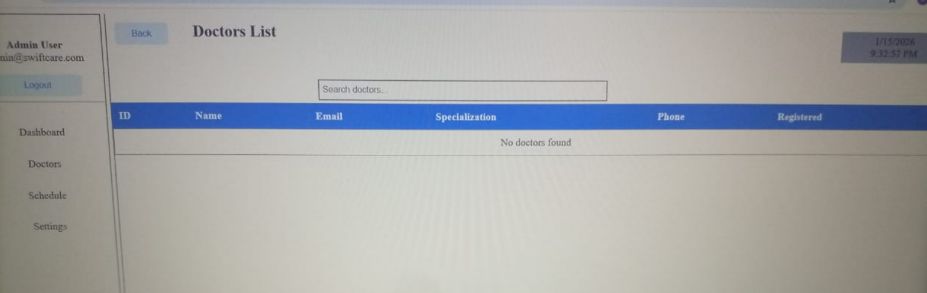 Admin User
min@swiftcare.com
Logout
Dashboard
Doctors
Schedule
Settings
Back
Doctors List
1/15/2026
9:32:52 PM
Search doctors...
ID Name Email Specialization Phone Registered
No doctors found